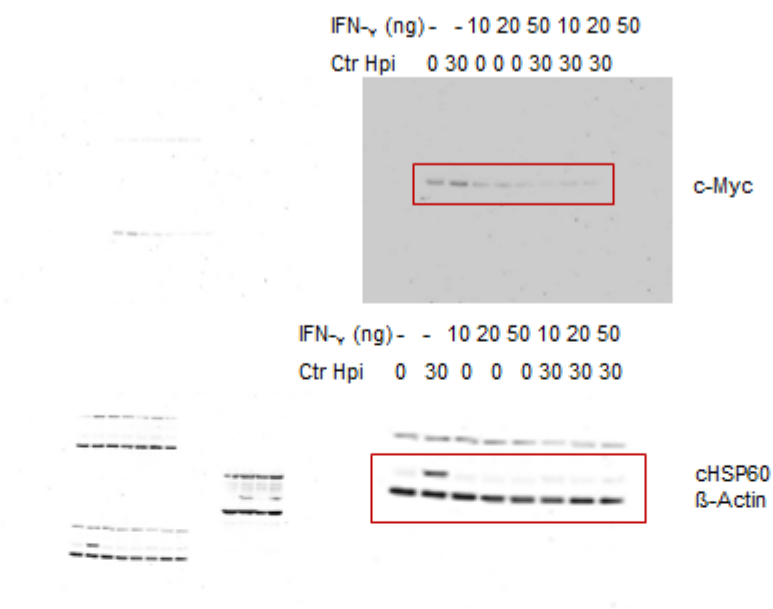 IFN-ᵧ (ng) - - 10 20 50 10 20 50
Ctr Hpi 0 30 0 0 0 30 30 30
c-Myc
IFN-ᵧ (ng) - - 10 20 50 10 20 50
Ctr Hpi 0 30 0 0 0 30 30 30
cHSP60
ß-Actin